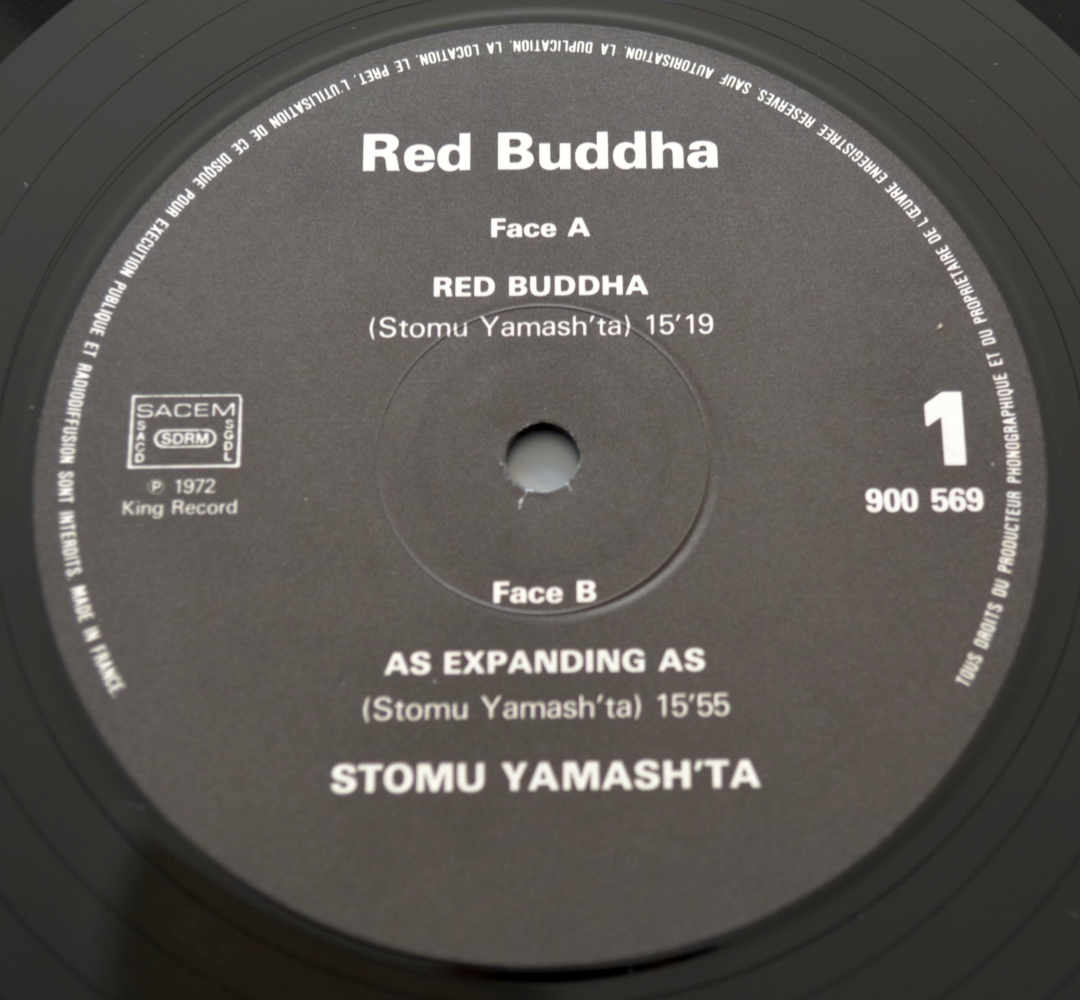 Red Buddha
Face A
RED BUDDHA
(Stomu Yamash'ta) 15'19
SACEM
SACD
SDRM
SGDL
℗ 1972
King Record
1
900 569
Face B
AS EXPANDING AS
(Stomu Yamash'ta) 15'55
STOMU YAMASH'TA
TOUS DROITS DU PRODUCTEUR PHONOGRAPHIQUE ET DU PROPRIETAIRE DE L'ŒUVRE ENREGISTREE RESERVES. SAUF AUTORISATION, LA DUPLICATION, LA LOCATION, LE PRET, L'UTILISATION DE CE DISQUE POUR EXECUTION PUBLIQUE ET RADIODIFFUSION SONT INTERDITS. MADE IN FRANCE.